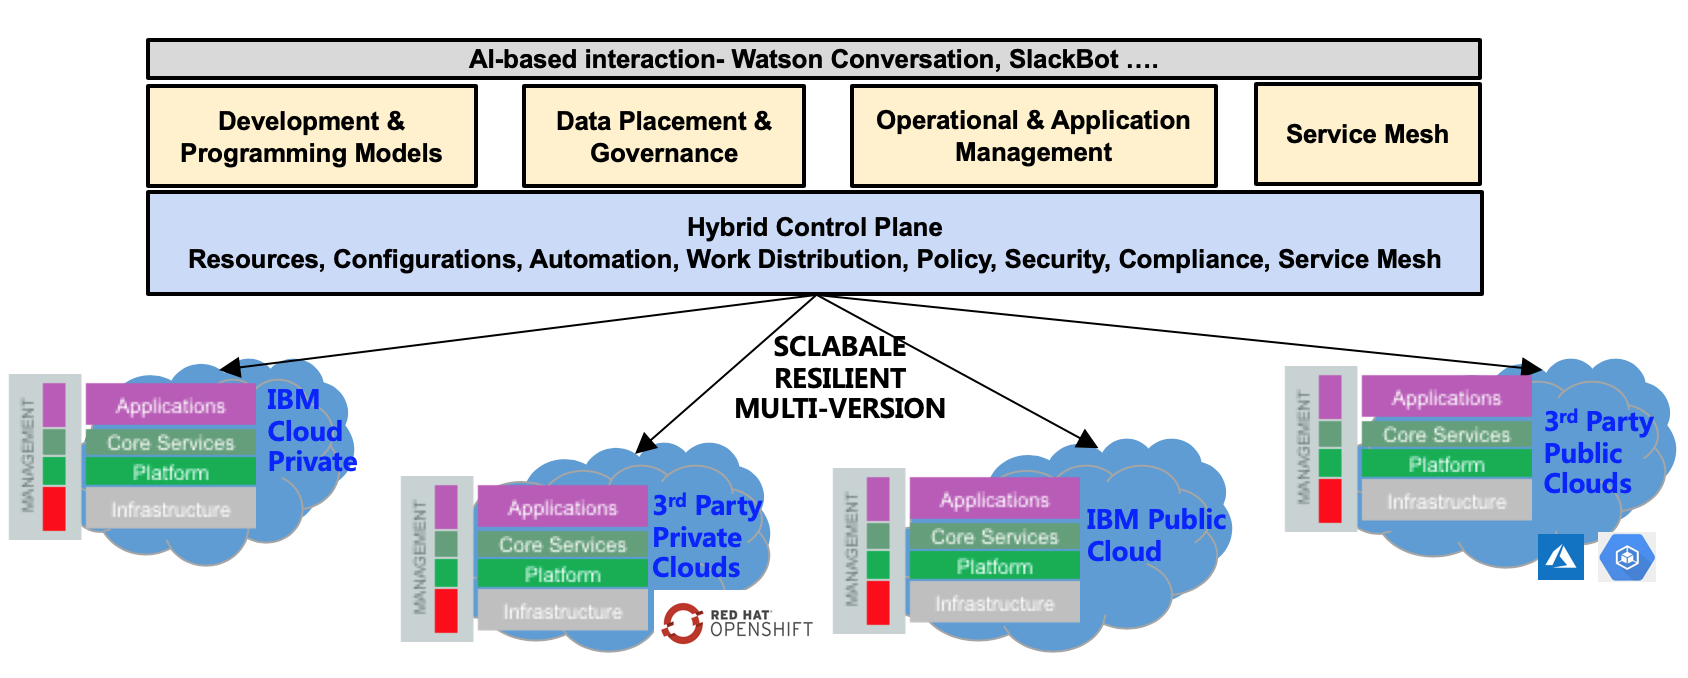 AI-based interaction- Watson Conversation, SlackBot ....
Development &
Programming Models
Data Placement &
Governance
Operational & Application
Management
Service Mesh
Hybrid Control Plane
Resources, Configurations, Automation, Work Distribution, Policy, Security, Compliance, Service Mesh
SCLABALE
RESILIENT
MULTI-VERSION
MANAGEMENT
Applications
Core Services
Platform
Infrastructure
IBM
Cloud
Private
MANAGEMENT
Applications
Core Services
Platform
Infrastructure
3rd Party
Private
Clouds
RED HAT
OPENSHIFT
MANAGEMENT
Applications
Core Services
Platform
Infrastructure
IBM Public
Cloud
MANAGEMENT
Applications
Core Services
Platform
Infrastructure
3rd Party
Public
Clouds